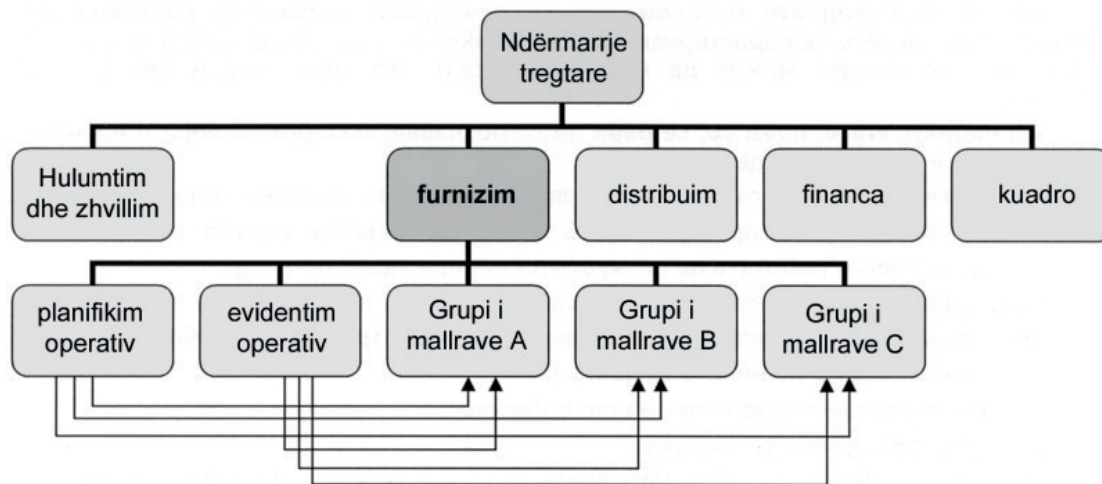 Ndërmarrje
tregtare
Hulumtim
dhe zhvillim
furnizim
distribuim
financa
kuadro
planifikim
operativ
evidentim
operativ
Grupi i
mallrave A
Grupi i
mallrave B
Grupi i
mallrave C